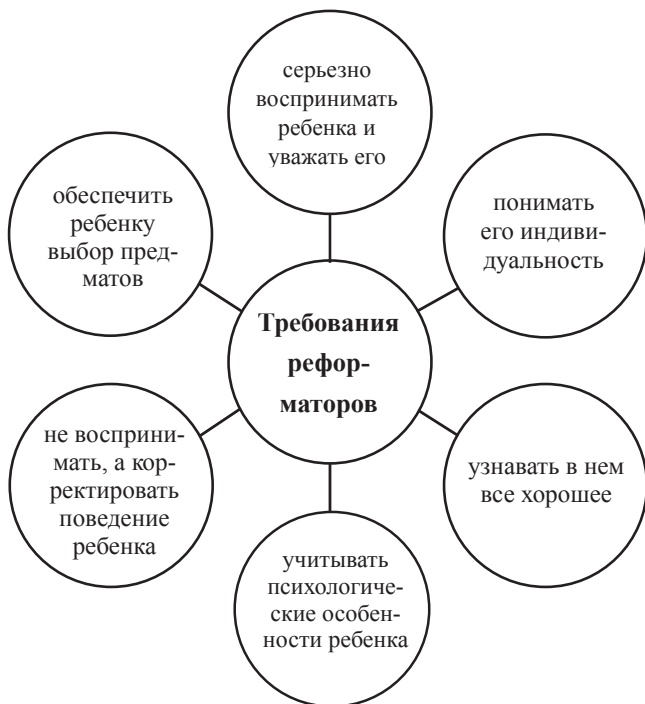 серьезно
воспринимать
ребенка и
уважать его
обеспечить
ребенку
выбор пред-
матов
понимать
его индиви-
дуальность
Требования
рефор-
маторов
не восприни-
мать, а кор-
ректировать
поведение
ребенка
узнавать в нем
все хорошее
учитывать
психологиче-
ские особен-
ности ребенка